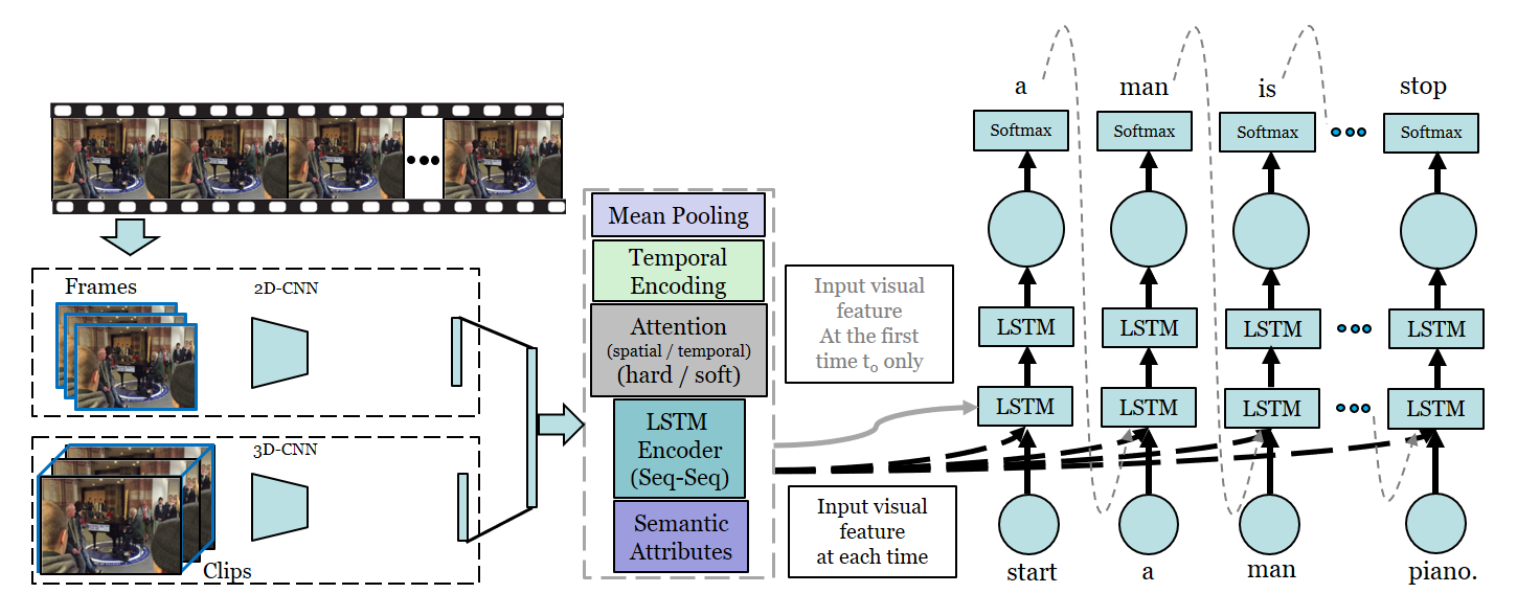 Frames
2D-CNN
3D-CNN
Clips
Mean Pooling
Temporal
Encoding
Attention
(spatial / temporal)
(hard / soft)
LSTM
Encoder
(Seq-Seq)
Semantic
Attributes
Input visual
feature
At the first
time t₀ only
Input visual
feature
at each time
a man is stop
Softmax Softmax Softmax Softmax
LSTM LSTM LSTM LSTM
LSTM LSTM LSTM LSTM
start a man piano.